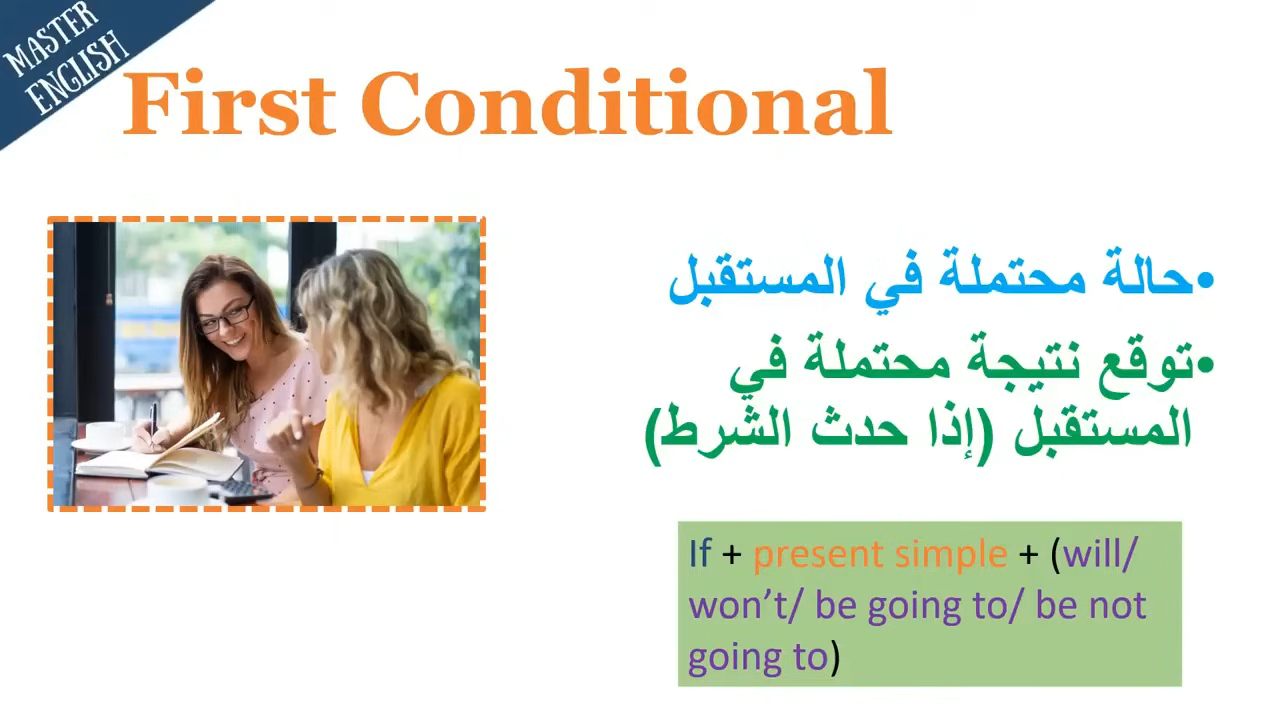 MASTER
ENGLISH
First Conditional
•حالة محتملة في المستقبل
•توقع نتيجة محتملة في
المستقبل (إذا حدث الشرط)
If + present simple + (will/
won’t/ be going to/ be not
going to)